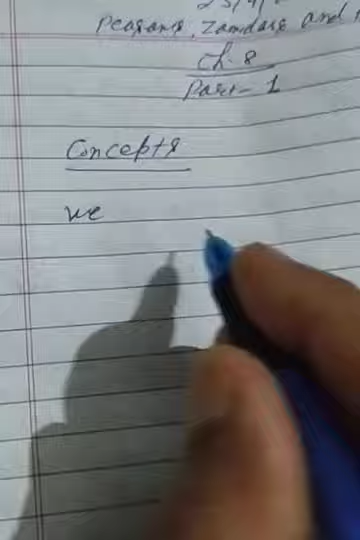 Peasants, Zamidars and
Ch-8
Part-1
Concepts
we